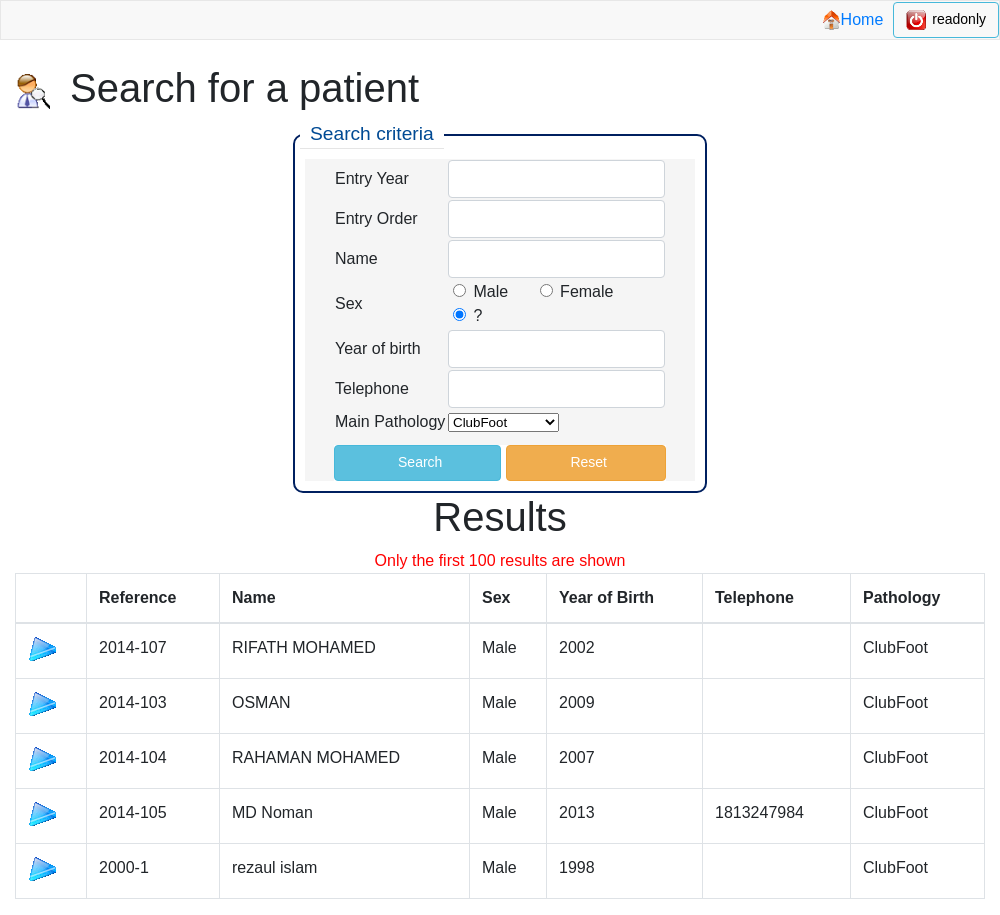 Home readonly
Search for a patient
Search criteria
Entry Year
Entry Order
Name
Sex Male Female
?
Year of birth
Telephone
Main Pathology ClubFoot
Search Reset
Results
Only the first 100 results are shown
Reference Name Sex Year of Birth Telephone Pathology
2014-107 RIFATH MOHAMED Male 2002 ClubFoot
2014-103 OSMAN Male 2009 ClubFoot
2014-104 RAHAMAN MOHAMED Male 2007 ClubFoot
2014-105 MD Noman Male 2013 1813247984 ClubFoot
2000-1 rezaul islam Male 1998 ClubFoot